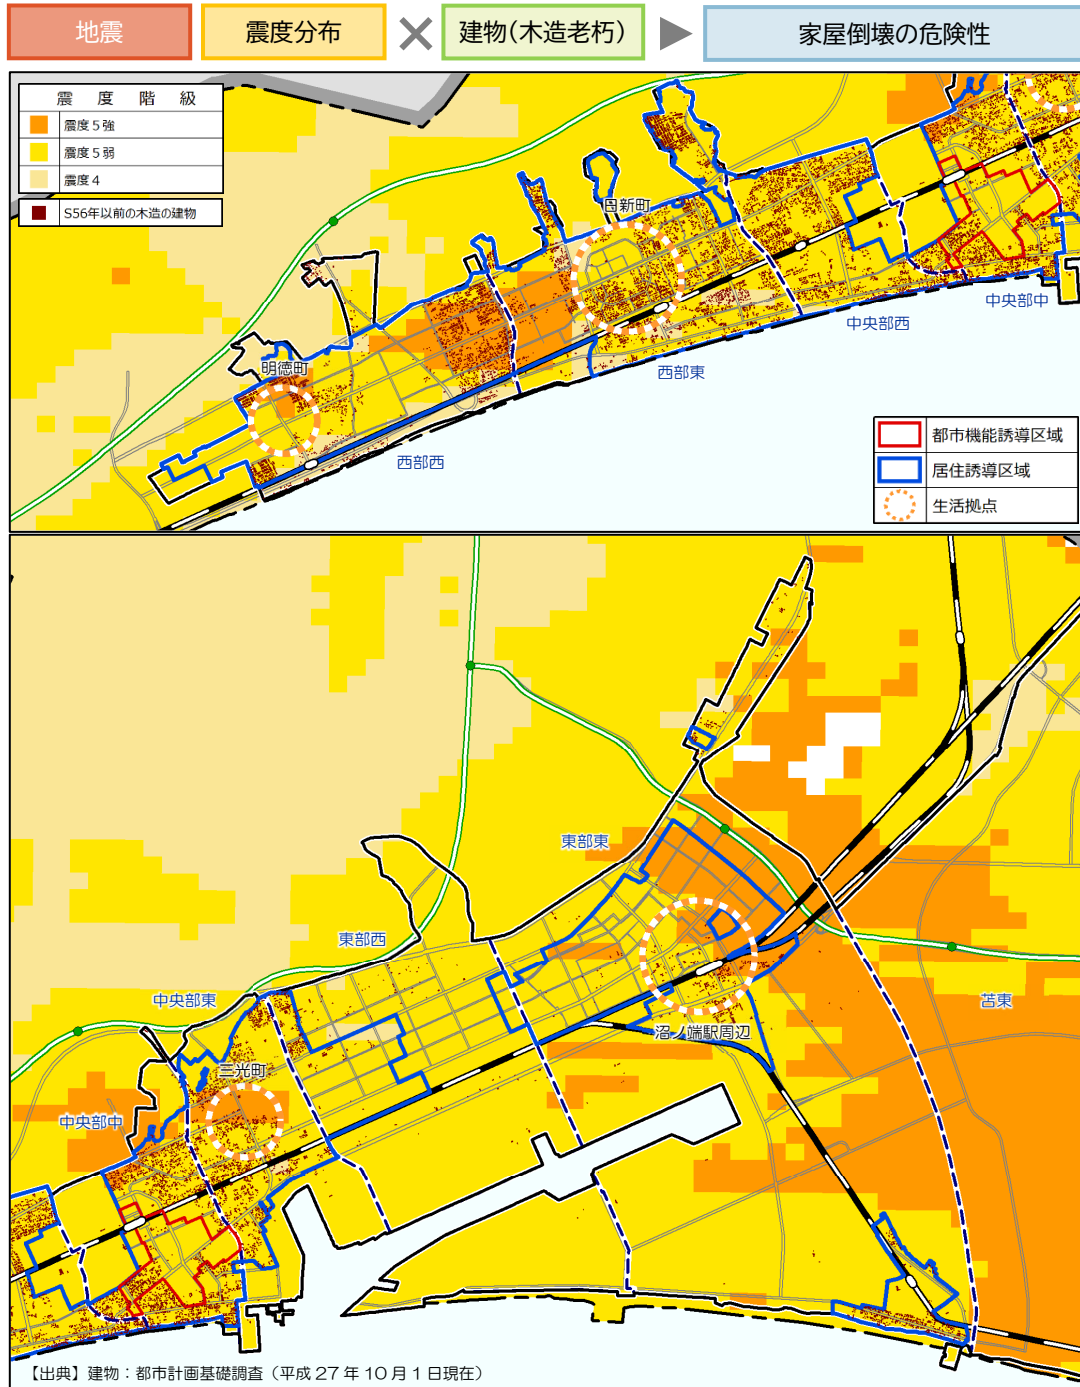 地震
震度分布
建物(木造老朽)
家屋倒壊の危険性
震度階級
震度5強
震度5弱
震度4
S56年以前の木造の建物
日新町
中央部中
中央部西
西部東
明徳町
西部西
都市機能誘導区域
居住誘導区域
生活拠点
東部東
東部西
中央部東
苫東
沼ノ端駅周辺
三光町
中央部中
【出典】建物：都市計画基礎調査（平成27年10月1日現在）